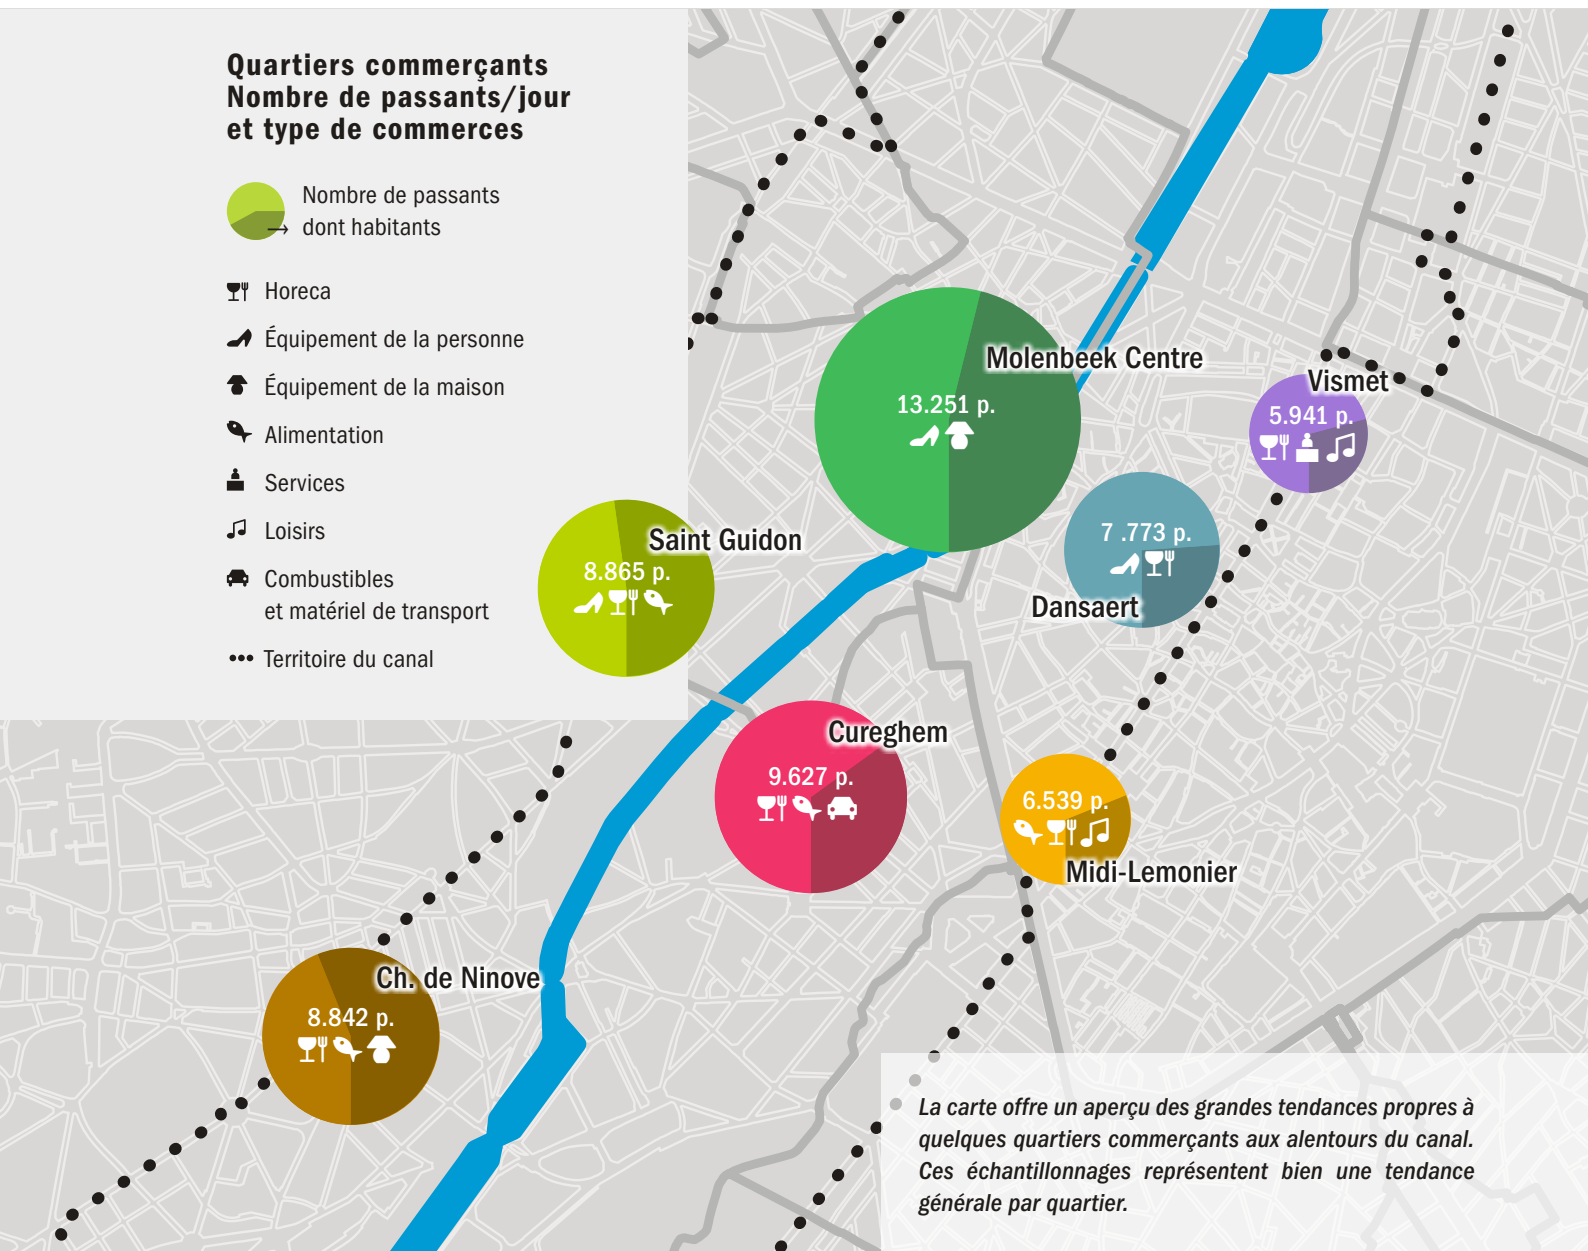 Quartiers commerçants
Nombre de passants/jour
et type de commerces
Nombre de passants
dont habitants
Horeca
Équipement de la personne
Équipement de la maison
Alimentation
Services
Loisirs
Combustibles
et matériel de transport
Territoire du canal
Molenbeek Centre
13.251 p.
Vismet
5.941 p.
7 .773 p.
Dansaert
Saint Guidon
8.865 p.
Cureghem
9.627 p.
6.539 p.
Midi-Lemonier
Ch. de Ninove
8.842 p.
La carte offre un aperçu des grandes tendances propres à
quelques quartiers commerçants aux alentours du canal.
Ces échantillonnages représentent bien une tendance
générale par quartier.